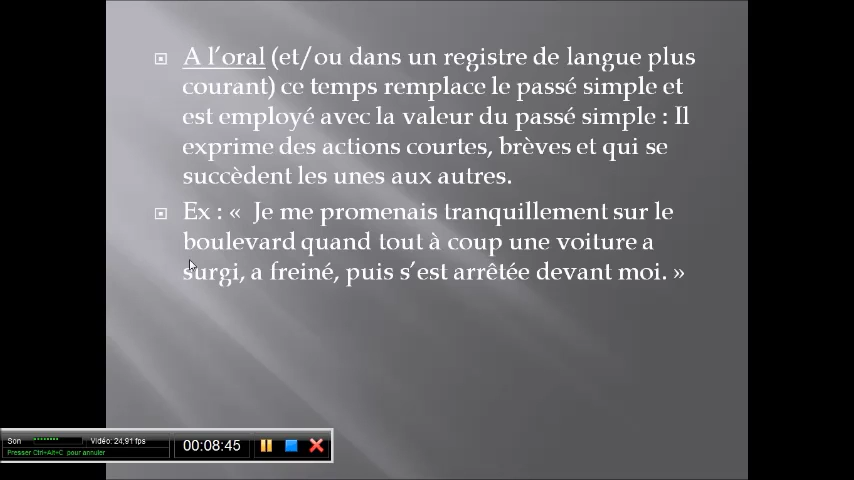 A l'oral (et/ou dans un registre de langue plus
courant) ce temps remplace le passé simple et
est employé avec la valeur du passé simple : Il
exprime des actions courtes, brèves et qui se
succèdent les unes aux autres.
Ex : « Je me promenais tranquillement sur le
boulevard quand tout à coup une voiture a
surgi, a freiné, puis s'est arrêtée devant moi. »
Son
Vidéo: 24,91 fps
00:08:45
Presser Ctrl+Alt+C pour annuler